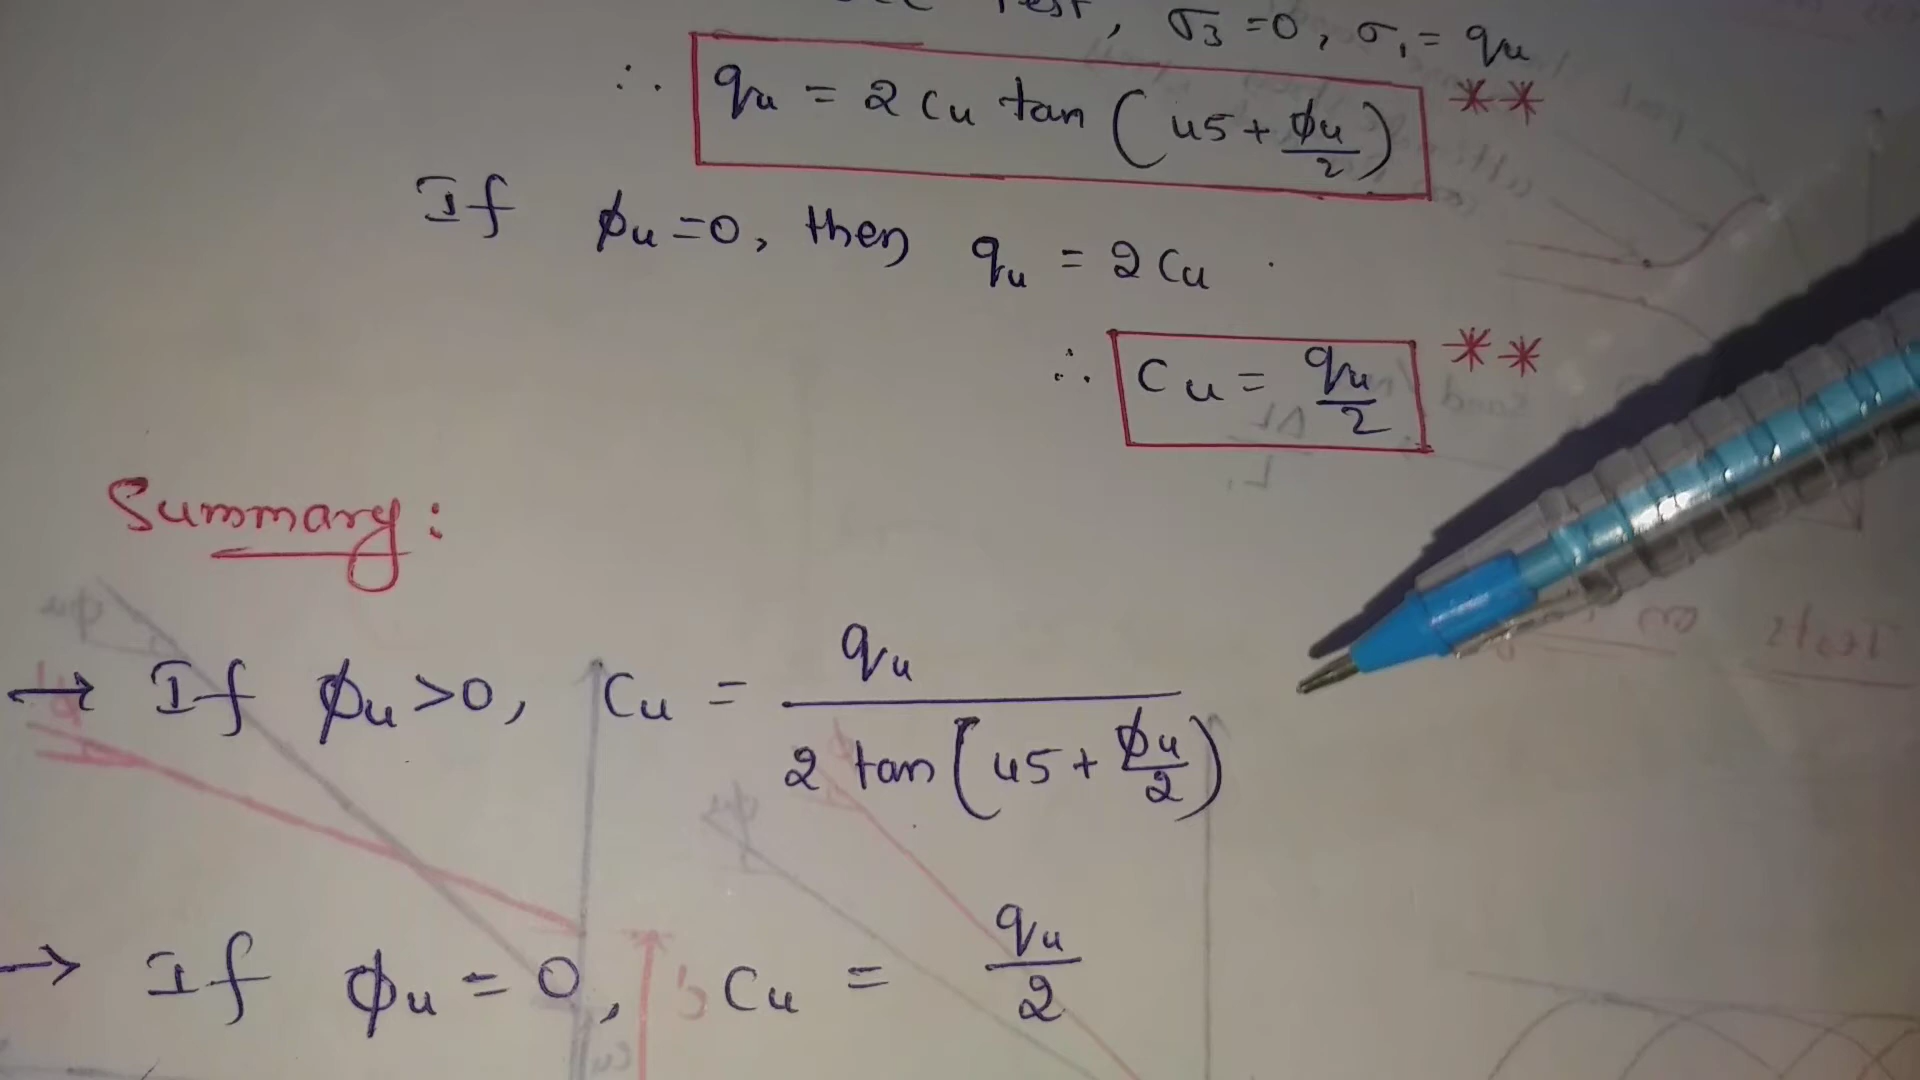 Test, σ3 = 0, σ1 = qu
∴ qu = 2 Cu tan (45 + ϕu/2) **
If ϕu = 0, then qu = 2 Cu
∴ Cu = qu/2 **
Summary:
→ If ϕu > 0, Cu = qu / 2 tan (45 + ϕu/2)
→ If ϕu = 0, Cu = qu/2